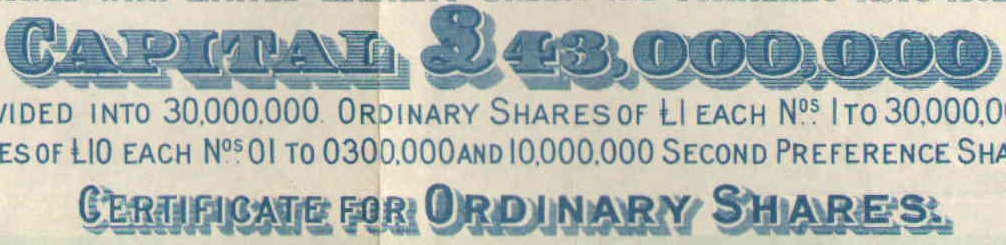 CAPITAL £43,000,000
VIDED INTO 30,000,000. ORDINARY SHARES OF £1 EACH Nos. 1 TO 30,000,0
ES OF £10 EACH Nos. 01 TO 0300,000 AND 10,000,000 SECOND PREFERENCE SHA
CERTIFICATE FOR ORDINARY SHARES.